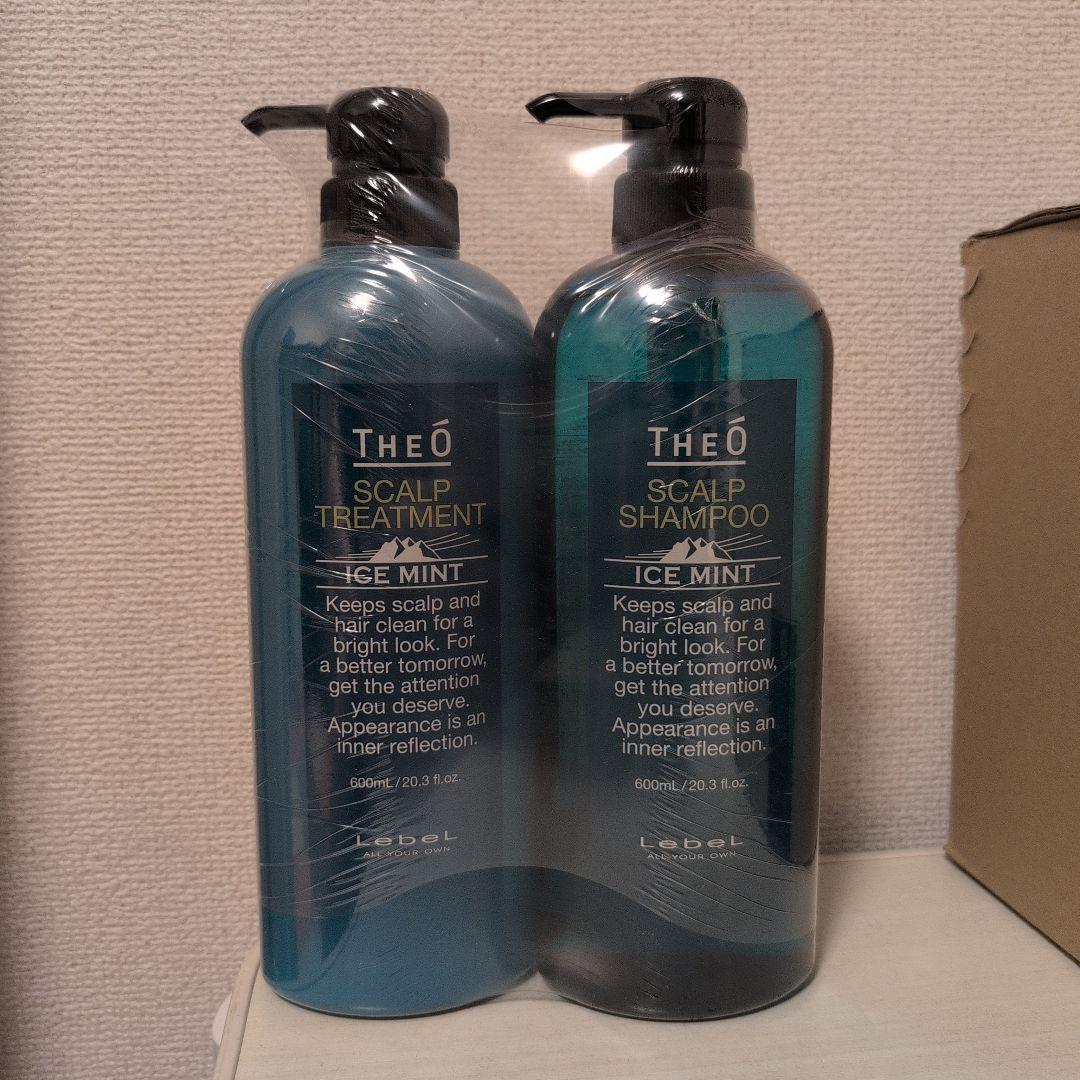 THEÓ
SCALP
TREATMENT
ICE MINT
Keeps scalp and
hair clean for a
bright look. For
a better tomorrow,
get the attention
you deserve.
Appearance is an
inner reflection.
600mL/20.3 fl.oz.
LebeL
ALL YOUR OWN
THEÓ
SCALP
SHAMPOO
ICE MINT
Keeps scalp and
hair clean for a
bright look. For
a better tomorrow,
get the attention
you deserve.
Appearance is an
inner reflection.
600mL/20.3 fl.oz.
LebeL
ALL YOUR OWN